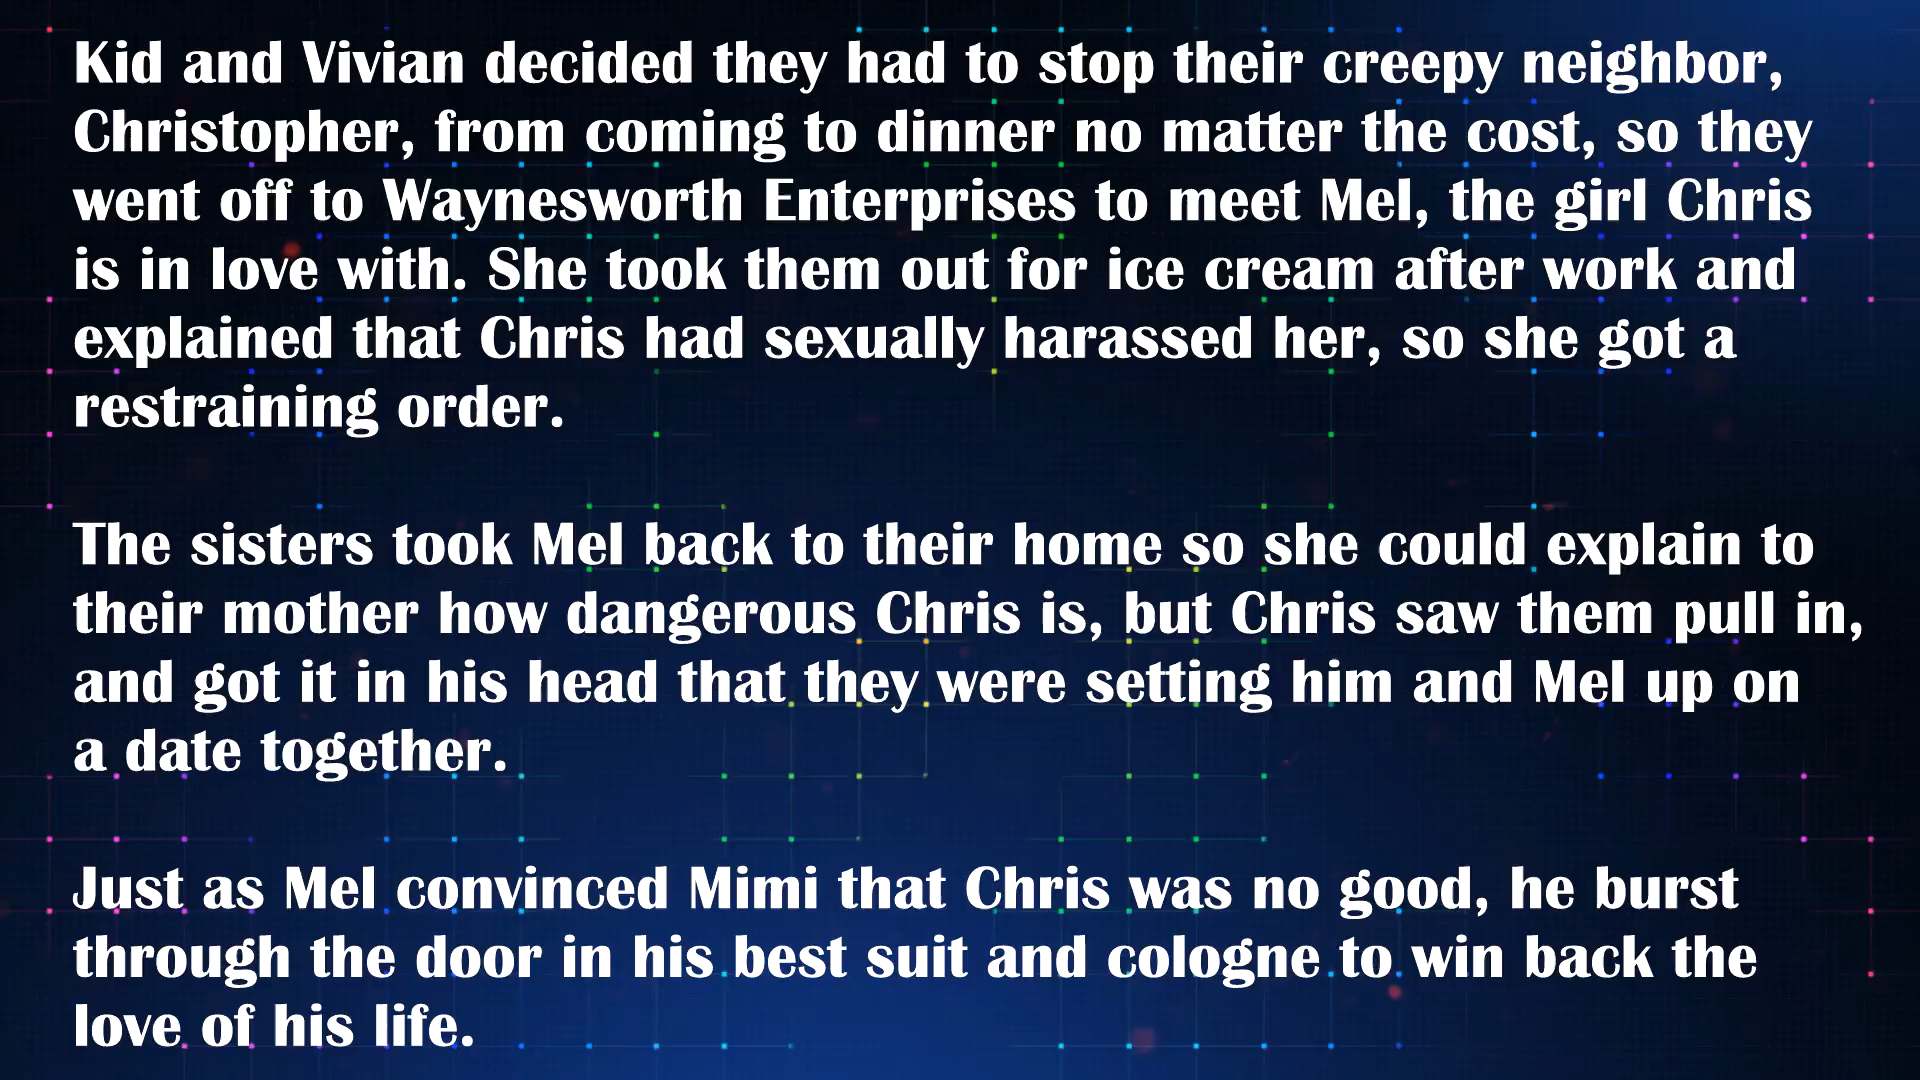 Kid and Vivian decided they had to stop their creepy neighbor,
Christopher, from coming to dinner no matter the cost, so they
went off to Waynesworth Enterprises to meet Mel, the girl Chris
is in love with. She took them out for ice cream after work and
explained that Chris had sexually harassed her, so she got a
restraining order.
The sisters took Mel back to their home so she could explain to
their mother how dangerous Chris is, but Chris saw them pull in,
and got it in his head that they were setting him and Mel up on
a date together.
Just as Mel convinced Mimi that Chris was no good, he burst
through the door in his best suit and cologne to win back the
love of his life.